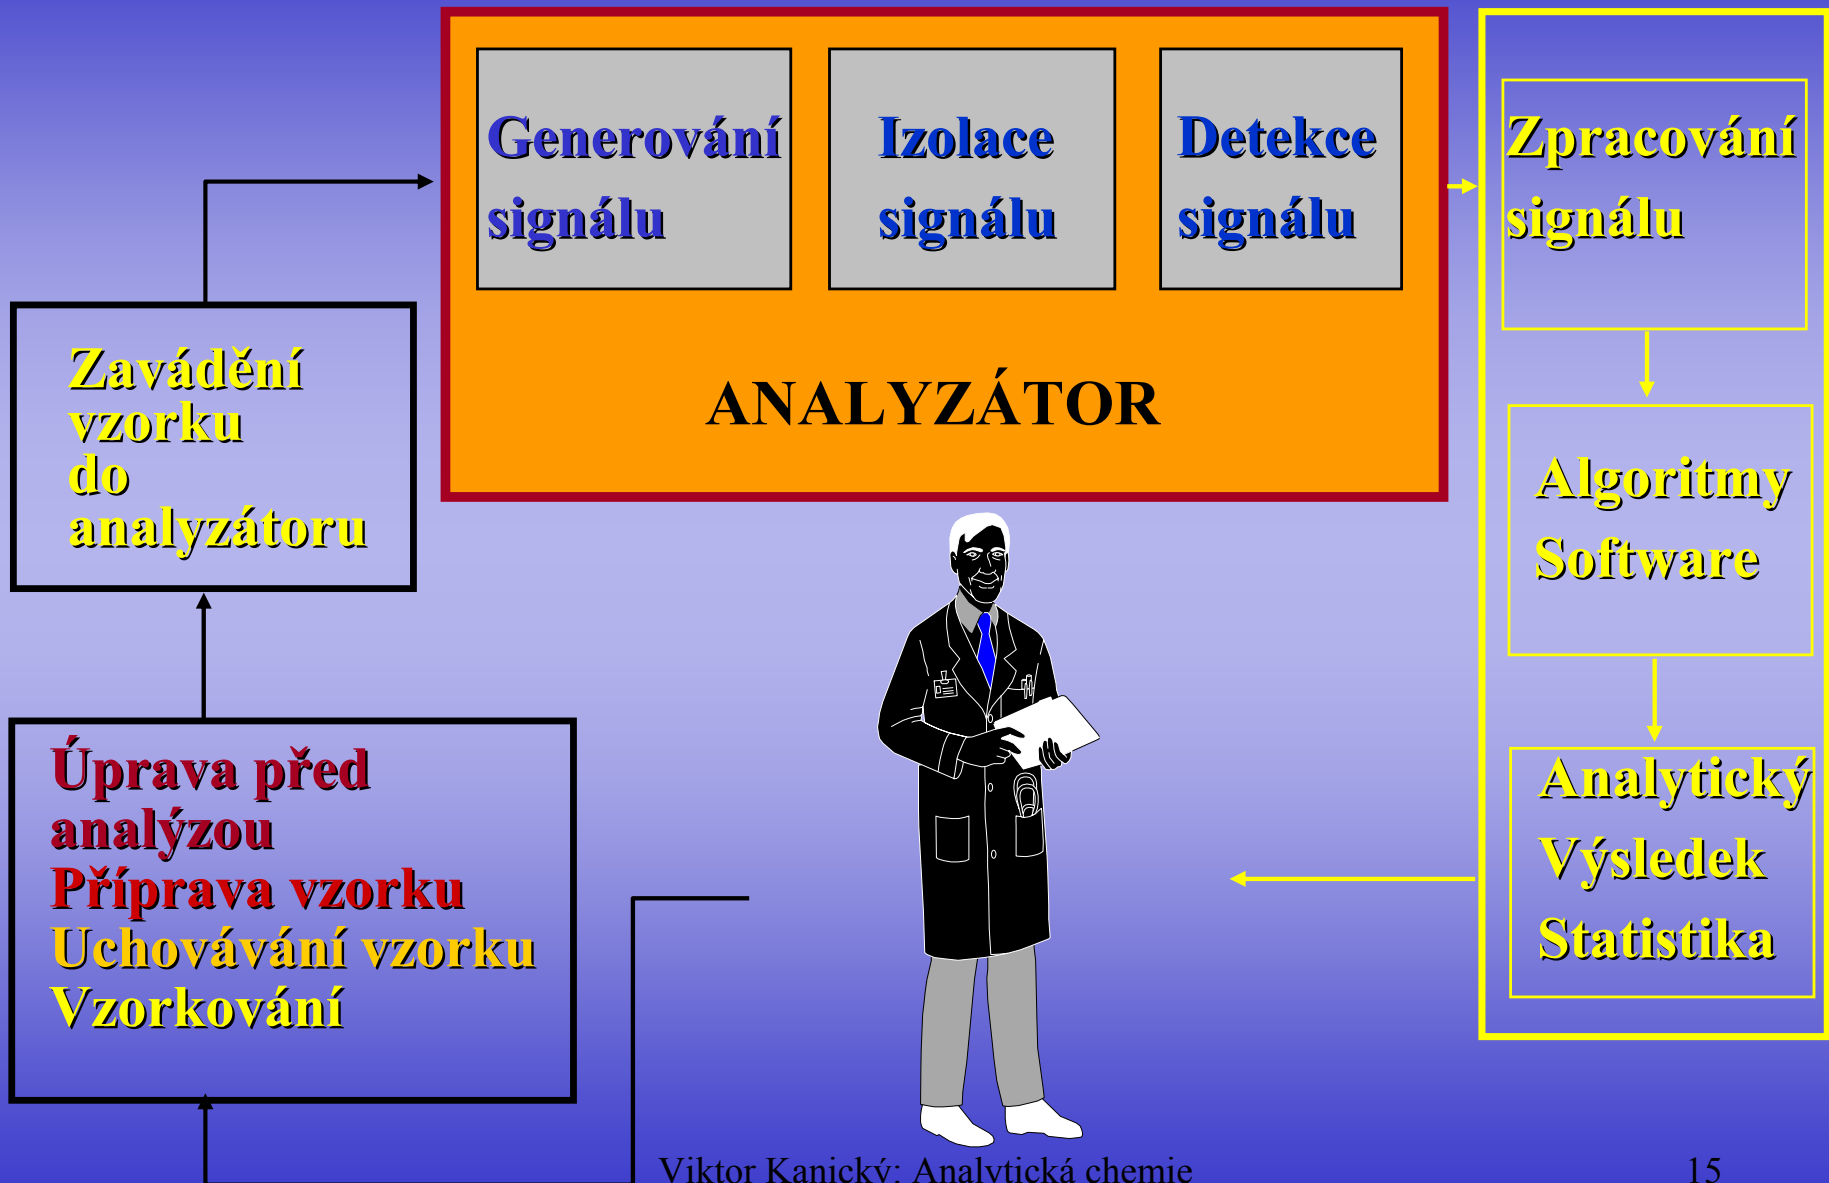 Generování
signálu
Izolace
signálu
Detekce
signálu
ANALYZÁTOR
Zpracování
signálu
Algoritmy
Software
Analytický
Výsledek
Statistika
Zavádění
vzorku
do
analyzátoru
Úprava před
analýzou
Příprava vzorku
Uchovávání vzorku
Vzorkování
Viktor Kanický: Analytická chemie
15